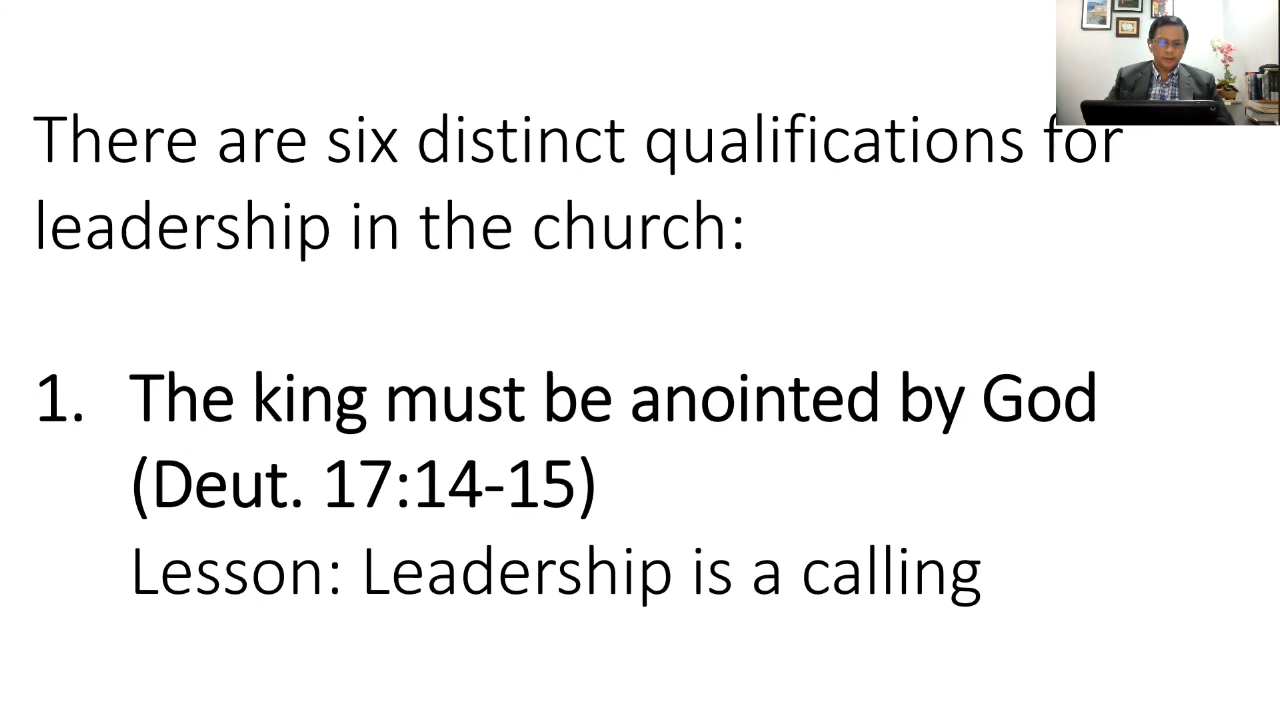 There are six distinct qualifications for
leadership in the church:
1. The king must be anointed by God
(Deut. 17:14-15)
Lesson: Leadership is a calling